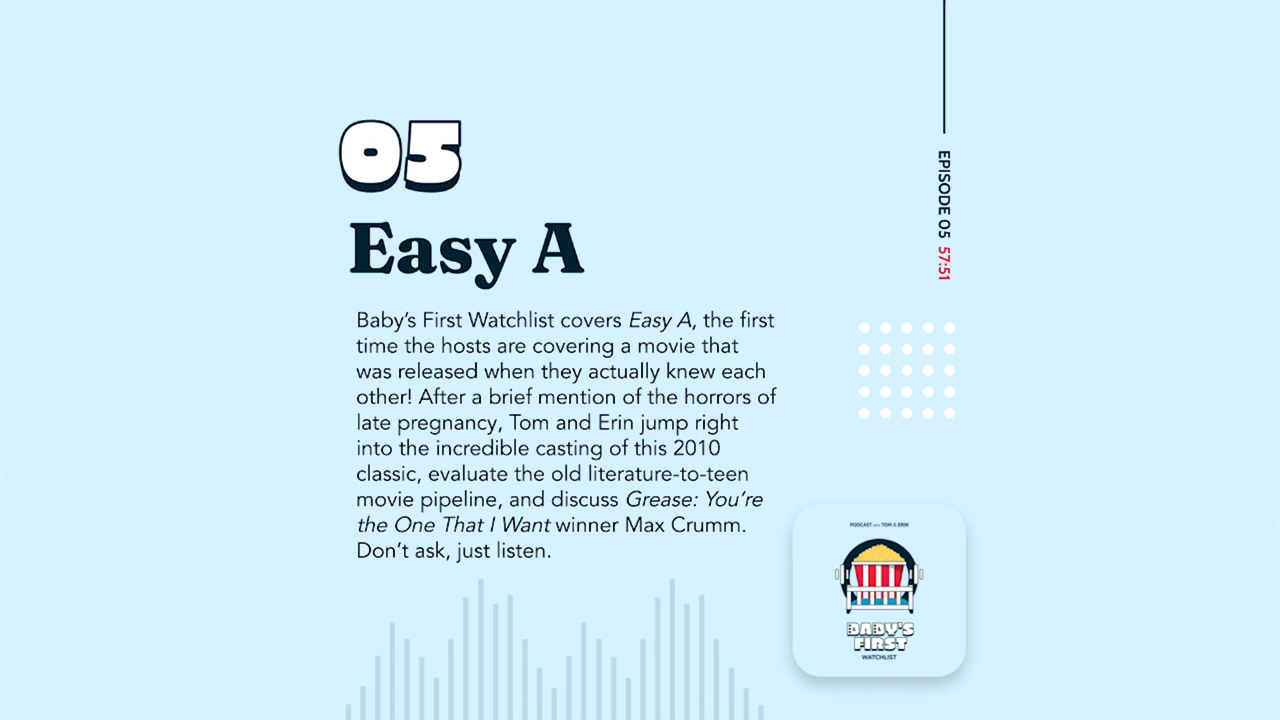 05
Easy A
Baby’s First Watchlist covers Easy A, the first
time the hosts are covering a movie that
was released when they actually knew each
other! After a brief mention of the horrors of
late pregnancy, Tom and Erin jump right
into the incredible casting of this 2010
classic, evaluate the old literature-to-teen
movie pipeline, and discuss Grease: You’re
the One That I Want winner Max Crumm.
Don’t ask, just listen.
EPISODE 05 57:51
PODCAST WITH TOM & ERIN
BABY'S
FIRST
WATCHLIST